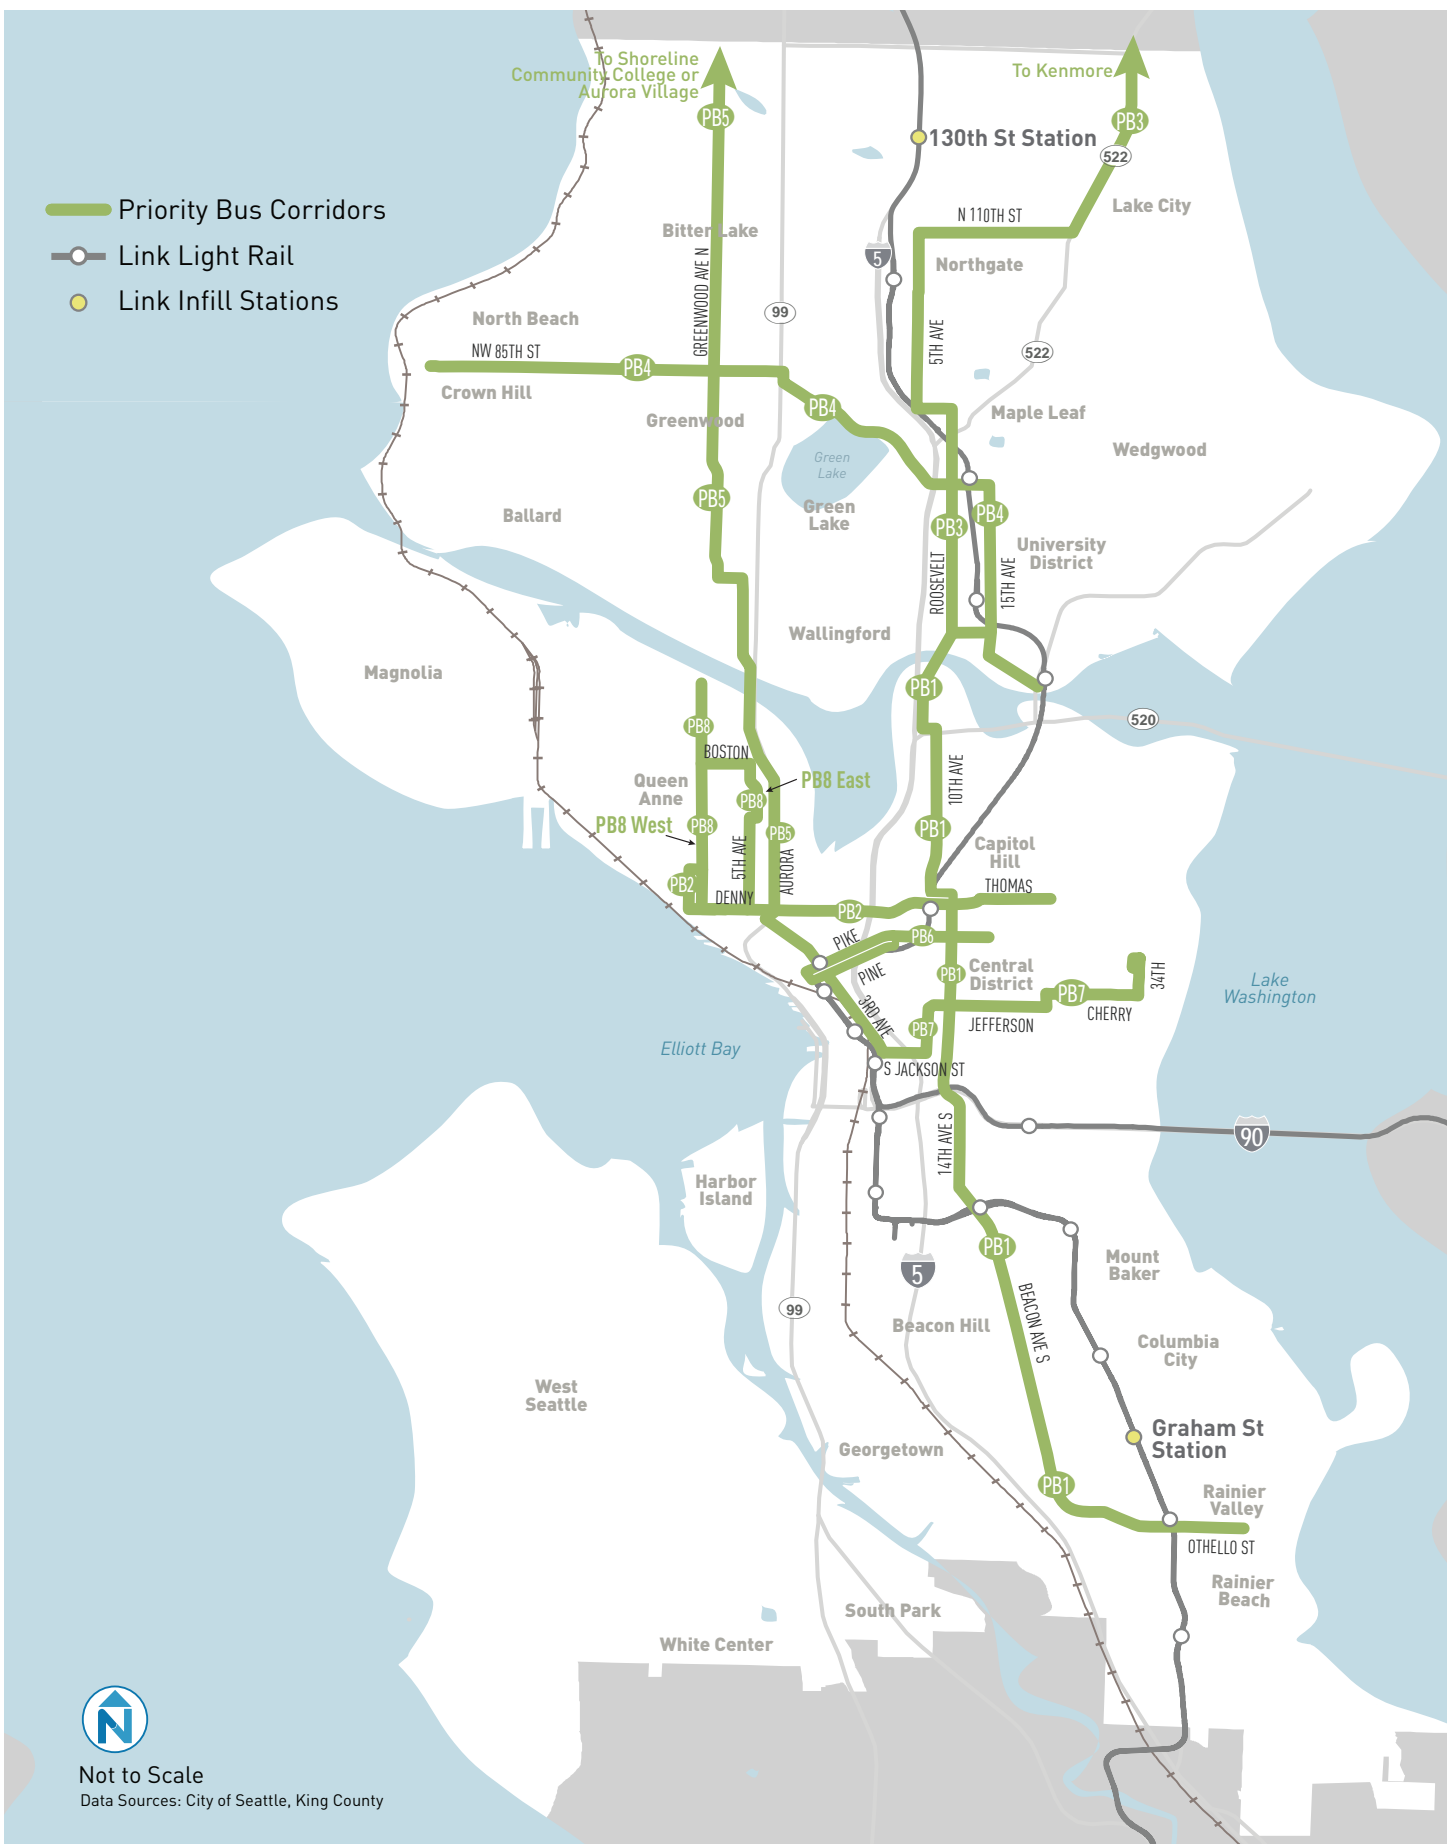 To Shoreline
Community College or
Aurora Village
To Kenmore
PB5
PB3
130th St Station
522
Priority Bus Corridors
Link Light Rail
Link Infill Stations
Lake City
N 110TH ST
Bitter Lake
5
Northgate
GREENWOOD AVE N
North Beach
99
5TH AVE
NW 85TH ST
522
PB4
Crown Hill
PB4
Greenwood
Maple Leaf
Wedgwood
Green
Lake
PB5
Green
Lake
Ballard
PB3
PB4
University
District
ROOSEVELT
15TH AVE
Wallingford
Magnolia
PB1
PB8
520
BOSTON
Queen
Anne
PB8 East
10TH AVE
PB8
PB8 West
PB8
PB5
PB1
5TH AVE
AURORA
Capitol
Hill
PB2
THOMAS
DENNY
PB2
PIKE
PB6
PINE
PB1
Central
District
34TH
Lake
Washington
PB7
3RD AVE
CHERRY
PB7
JEFFERSON
Elliott Bay
S JACKSON ST
90
14TH AVE S
Harbor
Island
PB1
Mount
Baker
5
99
BEACON AVE S
Beacon Hill
Columbia
City
West
Seattle
Graham St
Station
Georgetown
PB1
Rainier
Valley
OTHELLO ST
Rainier
Beach
South Park
White Center
N
Not to Scale
Data Sources: City of Seattle, King County